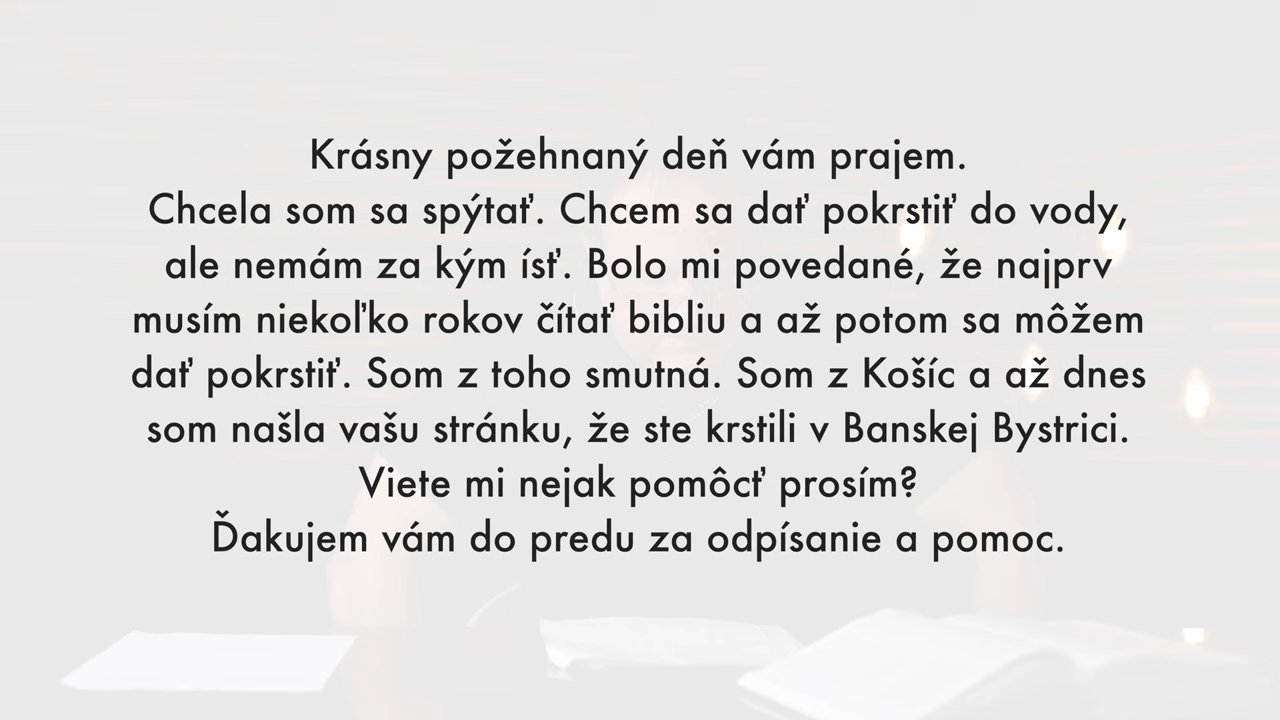 Krásny požehnaný deň vám prajem.
Chcela som sa spýtať. Chcem sa dať pokrstiť do vody,
ale nemám za kým ísť. Bolo mi povedané, že najprv
musím niekoľko rokov čítať bibliu a až potom sa môžem
dať pokrstiť. Som z toho smutná. Som z Košíc a až dnes
som našla vašu stránku, že ste krstili v Banskej Bystrici.
Viete mi nejak pomôcť prosím?
Ďakujem vám do predu za odpísanie a pomoc.